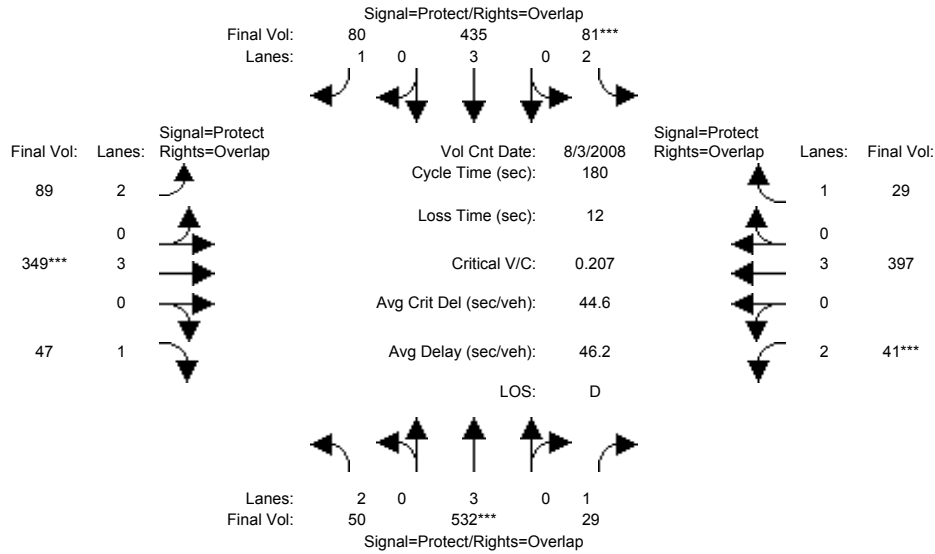 Signal=Protect/Rights=Overlap
Final Vol: 80 435 81***
Lanes: 1 0 3 0 2
Signal=Protect Signal=Protect
Final Vol: Lanes: Rights=Overlap Vol Cnt Date: 8/3/2008 Rights=Overlap Lanes: Final Vol:
Cycle Time (sec): 180
89 2 1 29
Loss Time (sec): 12
0 0
349*** 3 Critical V/C: 0.207 3 397
0 Avg Crit Del (sec/veh): 44.6 0
47 1 Avg Delay (sec/veh): 46.2 2 41***
LOS: D
Lanes: 2 0 3 0 1
Final Vol: 50 532*** 29
Signal=Protect/Rights=Overlap